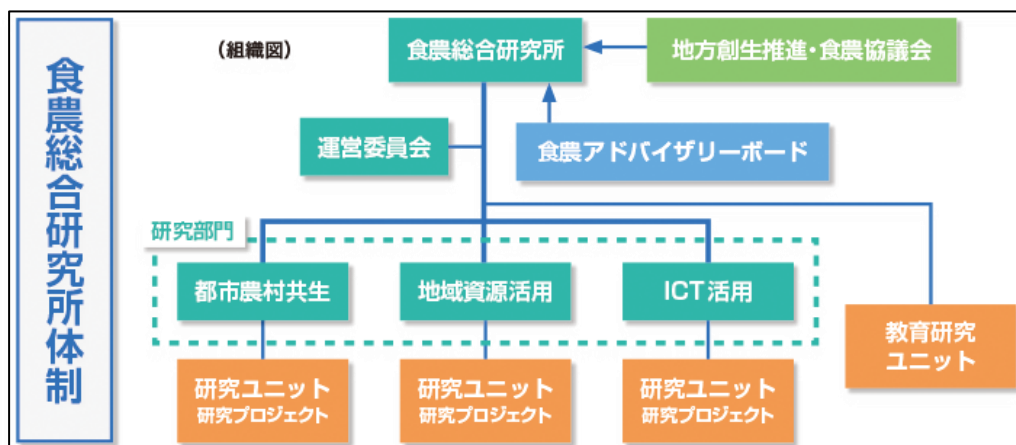 食農総合研究所体制
(組織図)
食農総合研究所
地方創生推進・食農協議会
運営委員会
食農アドバイザリーボード
研究部門
都市農村共生
地域資源活用
ICT活用
教育研究
ユニット
研究ユニット
研究プロジェクト
研究ユニット
研究プロジェクト
研究ユニット
研究プロジェクト